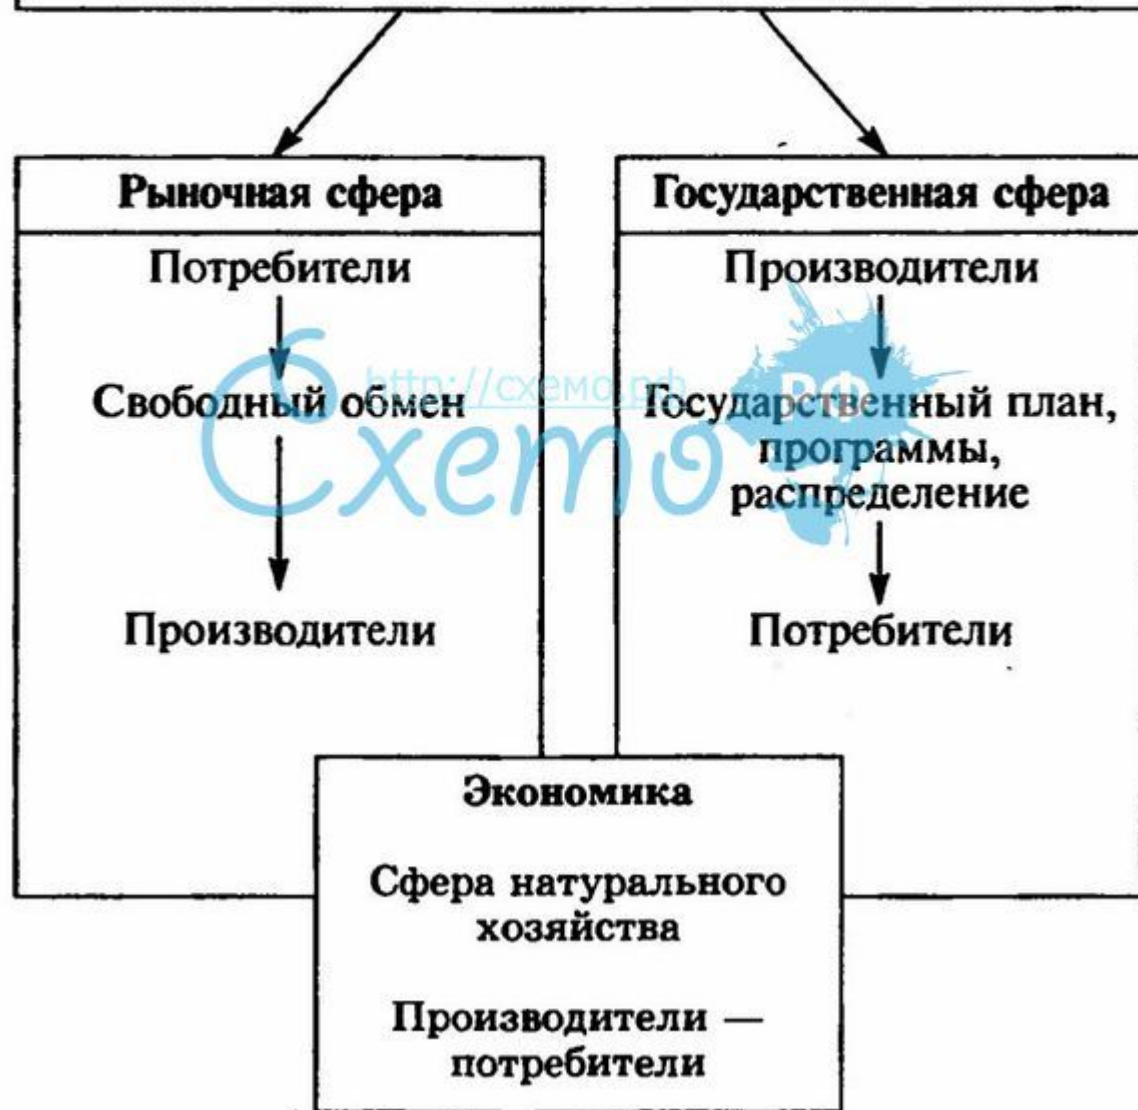 Рыночная сфера
Потребители
Свободный обмен
Производители
Государственная сфера
Производители
Государственный план,
программы,
распределение
Потребители
Экономика
Сфера натурального
хозяйства
Производители —
потребители
http://схемо.рф
Схемо
РФ